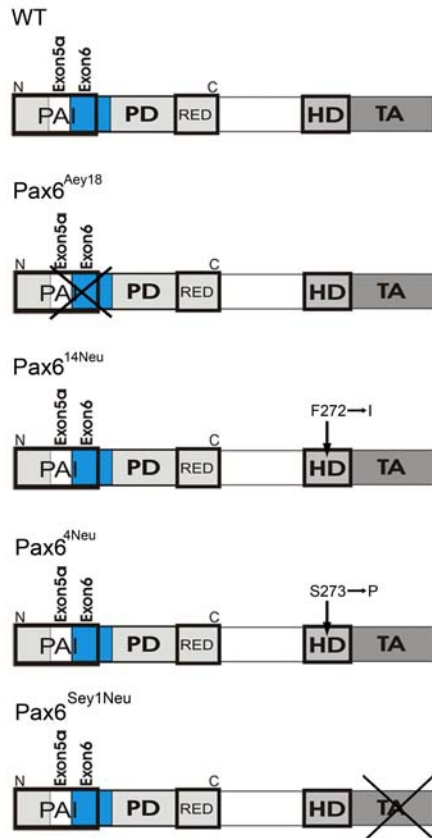 WT
Exon5a
Exon6
N C
PAI PD RED HD TA
Pax6Aey18
Exon5a
Exon6
N C
PAI PD RED HD TA
Pax614Neu
F272→I
Exon5a
Exon6
N C
PAI PD RED HD TA
Pax64Neu
S273→P
Exon5a
Exon6
N C
PAI PD RED HD TA
Pax6Sey1Neu
Exon5a
Exon6
N C
PAI PD RED HD TA